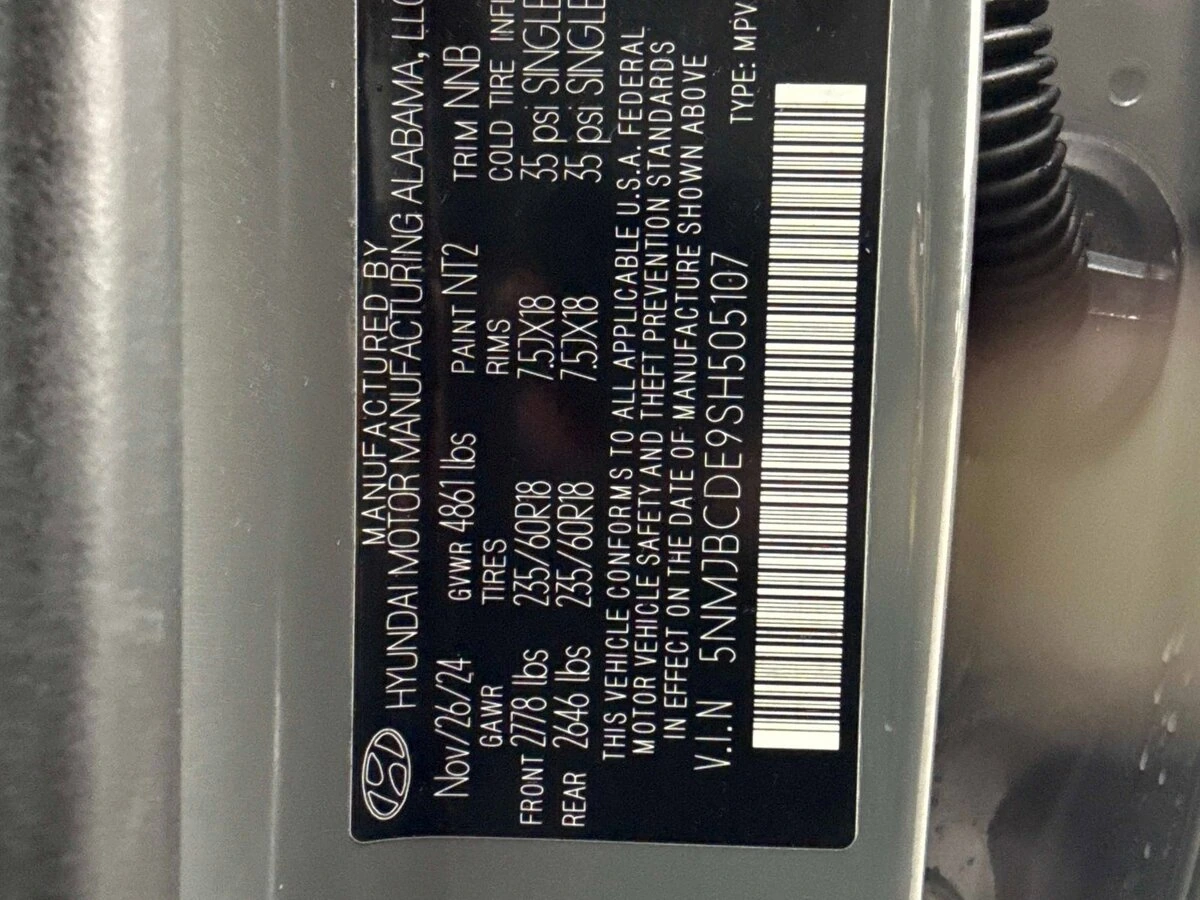 MANUFACTURED BY
HYUNDAI MOTOR MANUFACTURING ALABAMA, LLC
Nov/26/24 GVWR 4861 lbs PAINT NT2 TRIM NNB
GAWR TIRES RIMS COLD TIRE
FRONT 2778 lbs 235/60R18 7.5JX18 35 psi SINGLE
REAR 2646 lbs 235/60R18 7.5JX18 35 psi SINGLE
THIS VEHICLE CONFORMS TO ALL APPLICABLE U.S.A. FEDERAL
MOTOR VEHICLE SAFETY AND THEFT PREVENTION STANDARDS
IN EFFECT ON THE DATE OF MANUFACTURE SHOWN ABOVE
V.I.N 5NMJBCDE9SH505107 TYPE: MPV